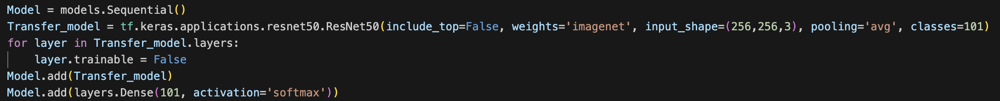 Model = models.Sequential()
Transfer_model = tf.keras.applications.resnet50.ResNet50(include_top=False, weights='imagenet', input_shape=(256,256,3), pooling='avg', classes=101)
for layer in Transfer_model.layers:
    layer.trainable = False
Model.add(Transfer_model)
Model.add(layers.Dense(101, activation='softmax'))